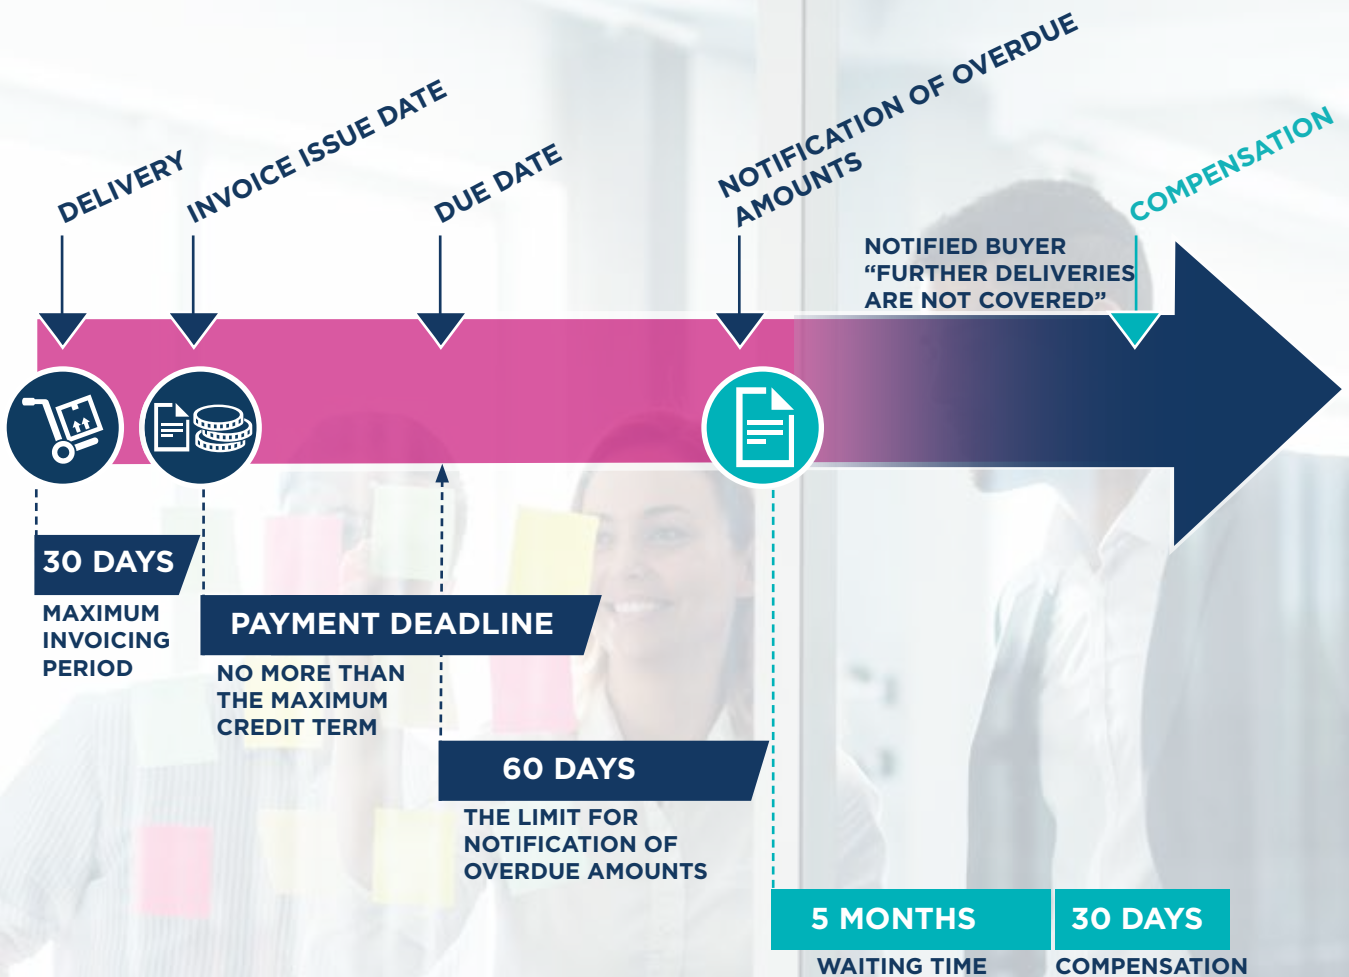 DELIVERY
INVOICE ISSUE DATE
DUE DATE
NOTIFICATION OF OVERDUE
AMOUNTS
COMPENSATION
NOTIFIED BUYER
“FURTHER DELIVERIES
ARE NOT COVERED”
30 DAYS
MAXIMUM
INVOICING
PERIOD
PAYMENT DEADLINE
NO MORE THAN
THE MAXIMUM
CREDIT TERM
60 DAYS
THE LIMIT FOR
NOTIFICATION OF
OVERDUE AMOUNTS
5 MONTHS
WAITING TIME
30 DAYS
COMPENSATION